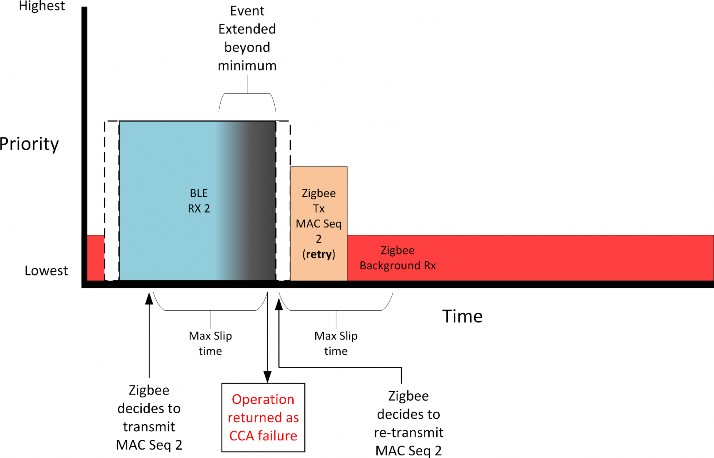 Highest
Event
Extended
beyond
minimum
Priority
BLE
RX 2
Zigbee
Tx
MAC Seq
2
(retry)
Zigbee
Background Rx
Lowest
Time
Max Slip
time
Max Slip
time
Zigbee
decides to
transmit
MAC Seq 2
Operation
returned as
CCA failure
Zigbee
decides to
re-transmit
MAC Seq 2